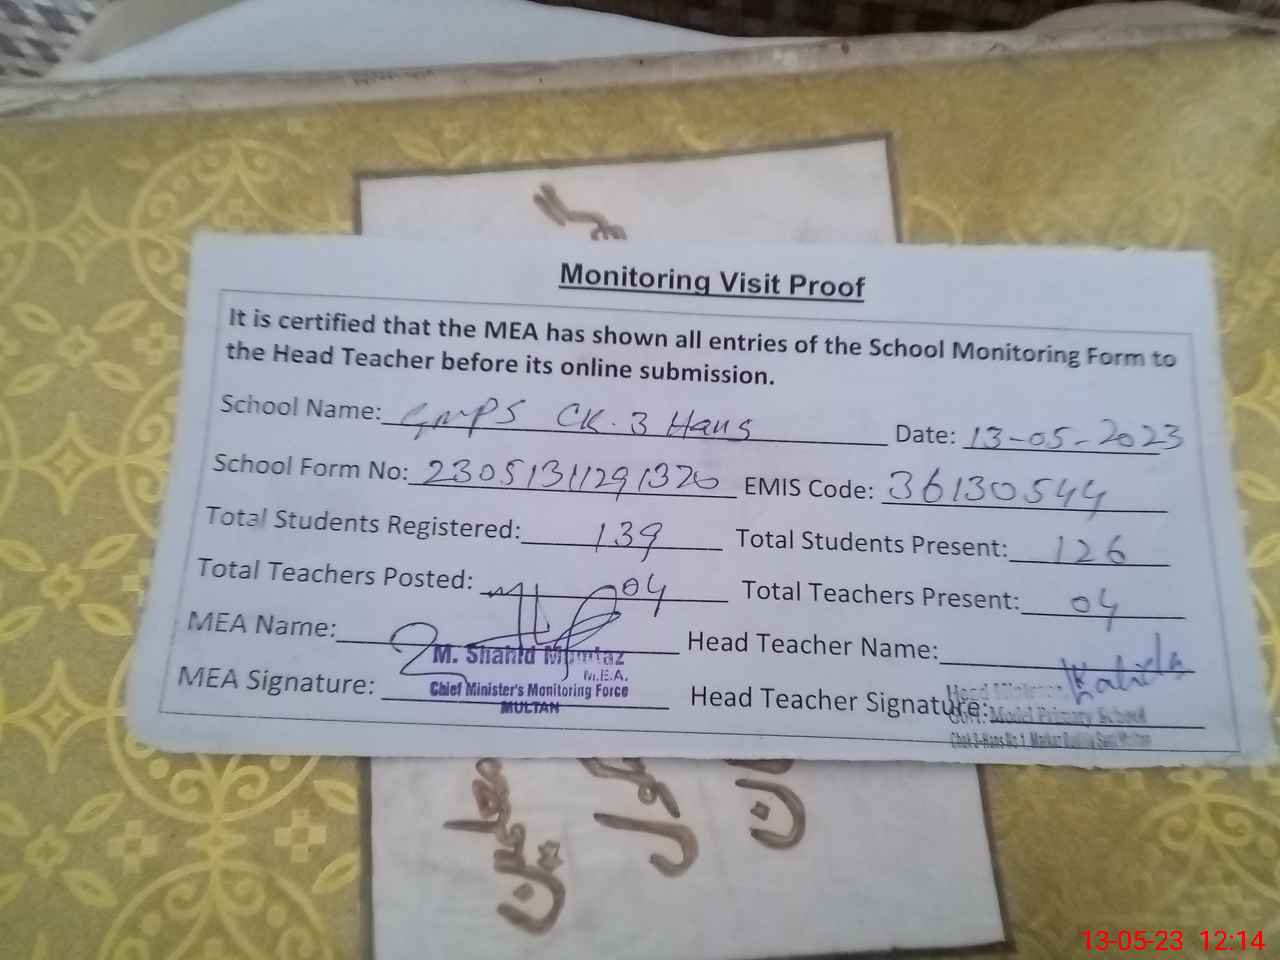 Monitoring Visit Proof
It is certified that the MEA has shown all entries of the School Monitoring Form to
the Head Teacher before its online submission.
School Name: GMPS CK. 3 Hans Date: 13-05-2023
School Form No: 23051311291320 EMIS Code: 36130544
Total Students Registered: 139 Total Students Present: 126
Total Teachers Posted: 04 Total Teachers Present: 04
MEA Name: Head Teacher Name:
M. Shahid Mumtaz
M.E.A.
MEA Signature: Chief Minister's Monitoring Force Head Teacher Signature:
MULTAN
Govt: Model Primary School
13-05-23 12:14